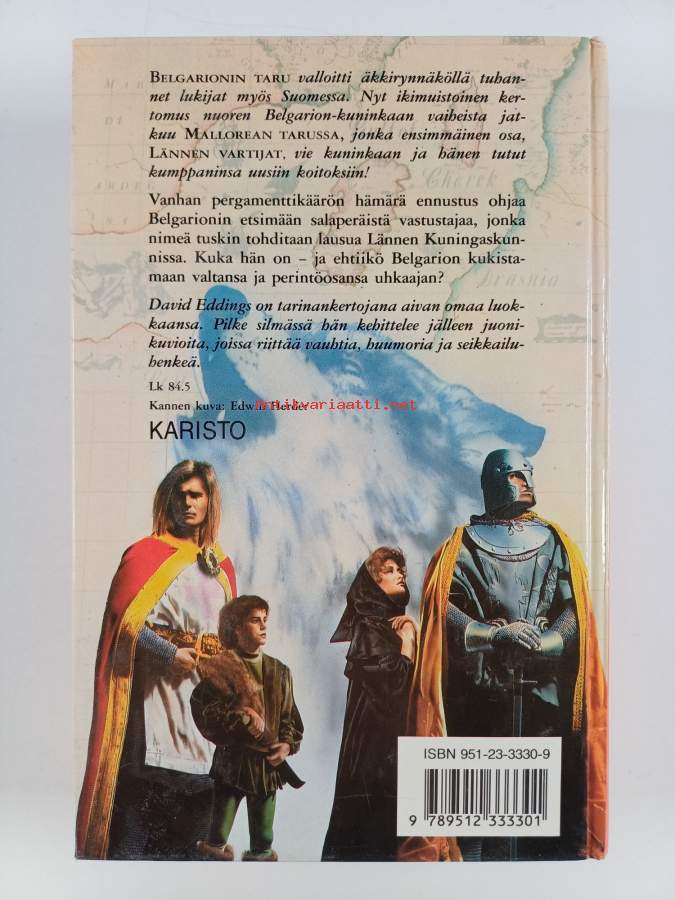 BELGARIONIN TARU valloitti äkkirynnäköllä tuhan-
net lukijat myös Suomessa. Nyt ikimuistoinen ker-
tomus nuoren Belgarion-kuninkaan vaiheista jat-
kuu MALLOREAN TARUSSA, jonka ensimmäinen osa,
LÄNNEN VARTIJAT, vie kuninkaan ja hänen tutut
kumppaninsa uusiin koitoksiin!
Cherek
Vanhan pergamenttikäärön hämärä ennustus ohjaa
Belgarionin etsimään salaperäistä vastustajaa, jonka
nimeä tuskin tohditaan lausua Lännen Kuningaskun-
nissa. Kuka hän on – ja ehtiikö Belgarion kukista-
maan valtansa ja perintöosansa uhkaajan?
Drasnia
David Eddings on tarinankertojana aivan omaa luok-
kaansa. Pilke silmässä hän kehittelee jälleen juoni-
kuvioita, joissa riittää vauhtia, huumoria ja seikkailu-
henkeä.
Lk 84.5
Kannen kuva: Edwin Herder
Antikvariaatti.net
KARISTO
ISBN 951-23-3330-9
9 789512 333301